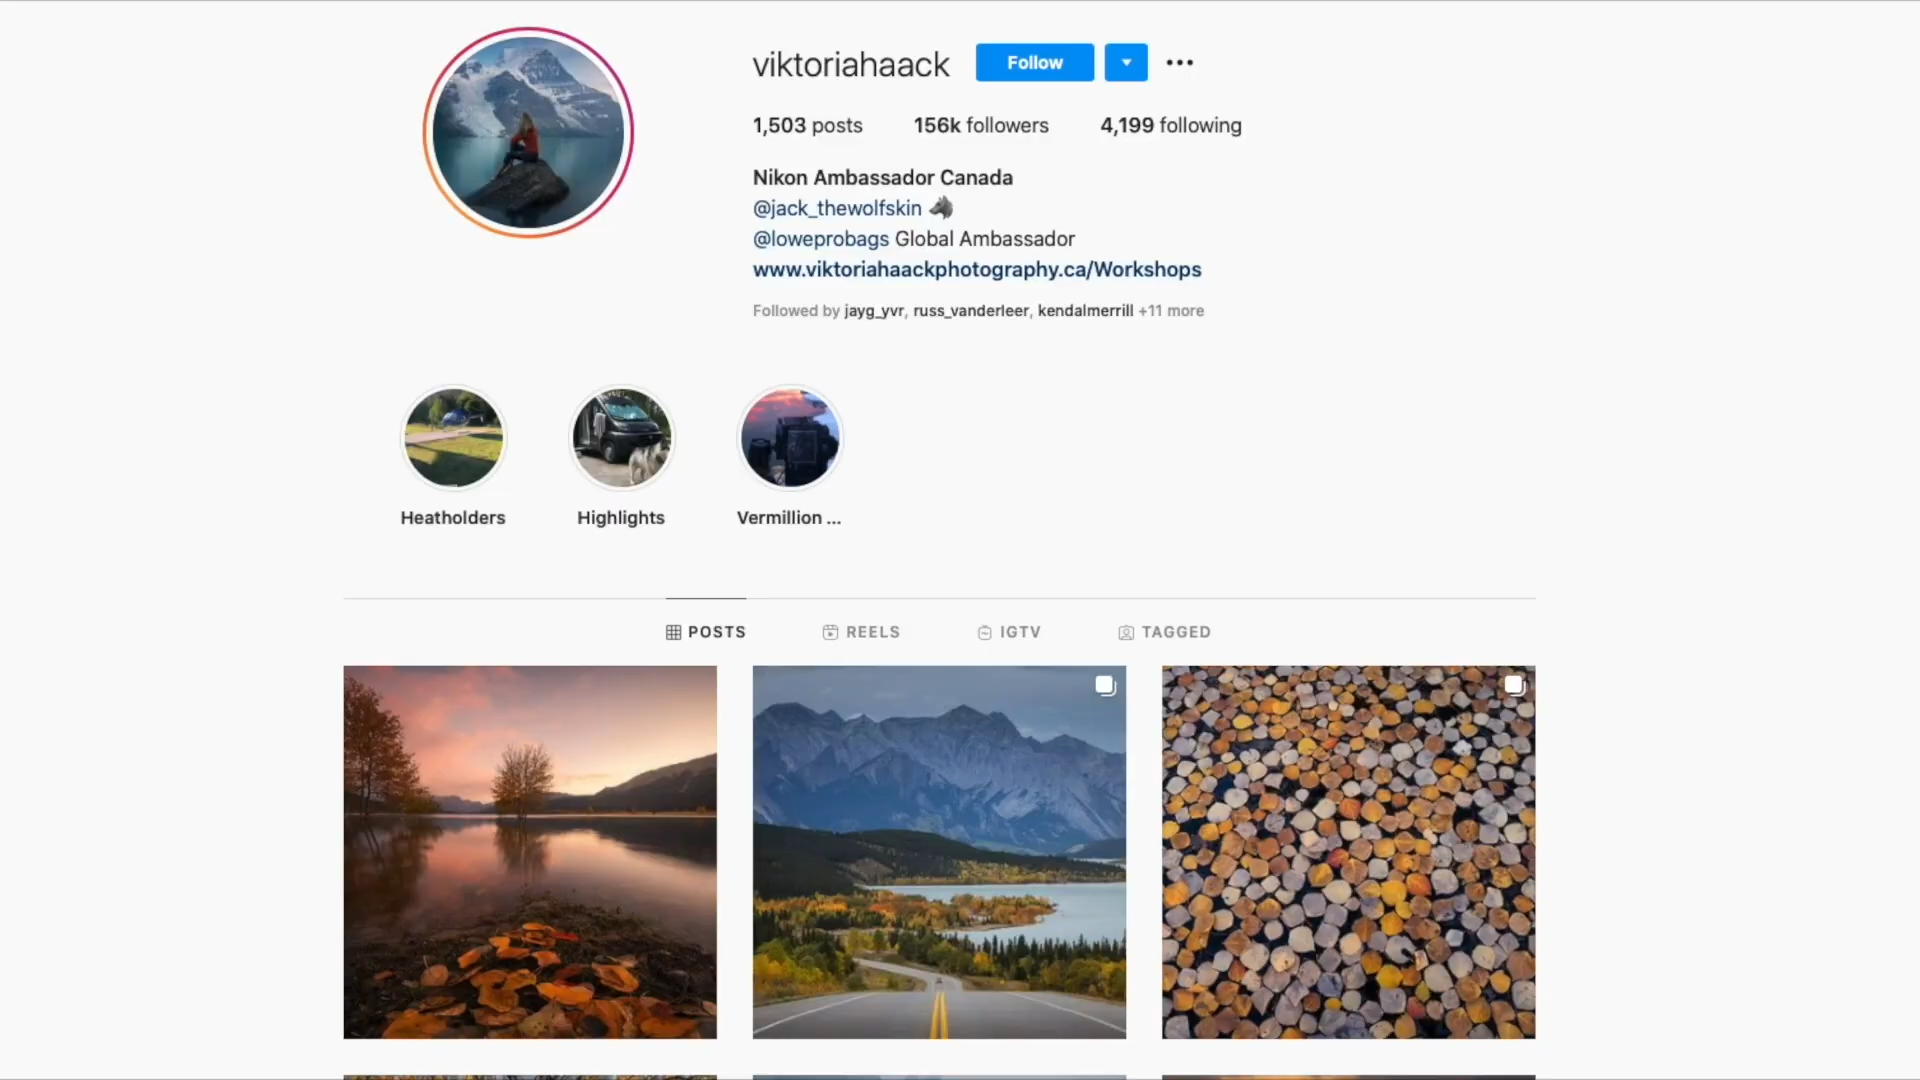 viktoriahaack Follow
1,503 posts 156k followers 4,199 following
Nikon Ambassador Canada
@jack_thewolfskin
@loweprobags Global Ambassador
www.viktoriahaackphotography.ca/Workshops
Followed by jayg_yvr, russ_vanderleer, kendalmerrill +11 more
Heatholders Highlights Vermillion ...
POSTS REELS IGTV TAGGED